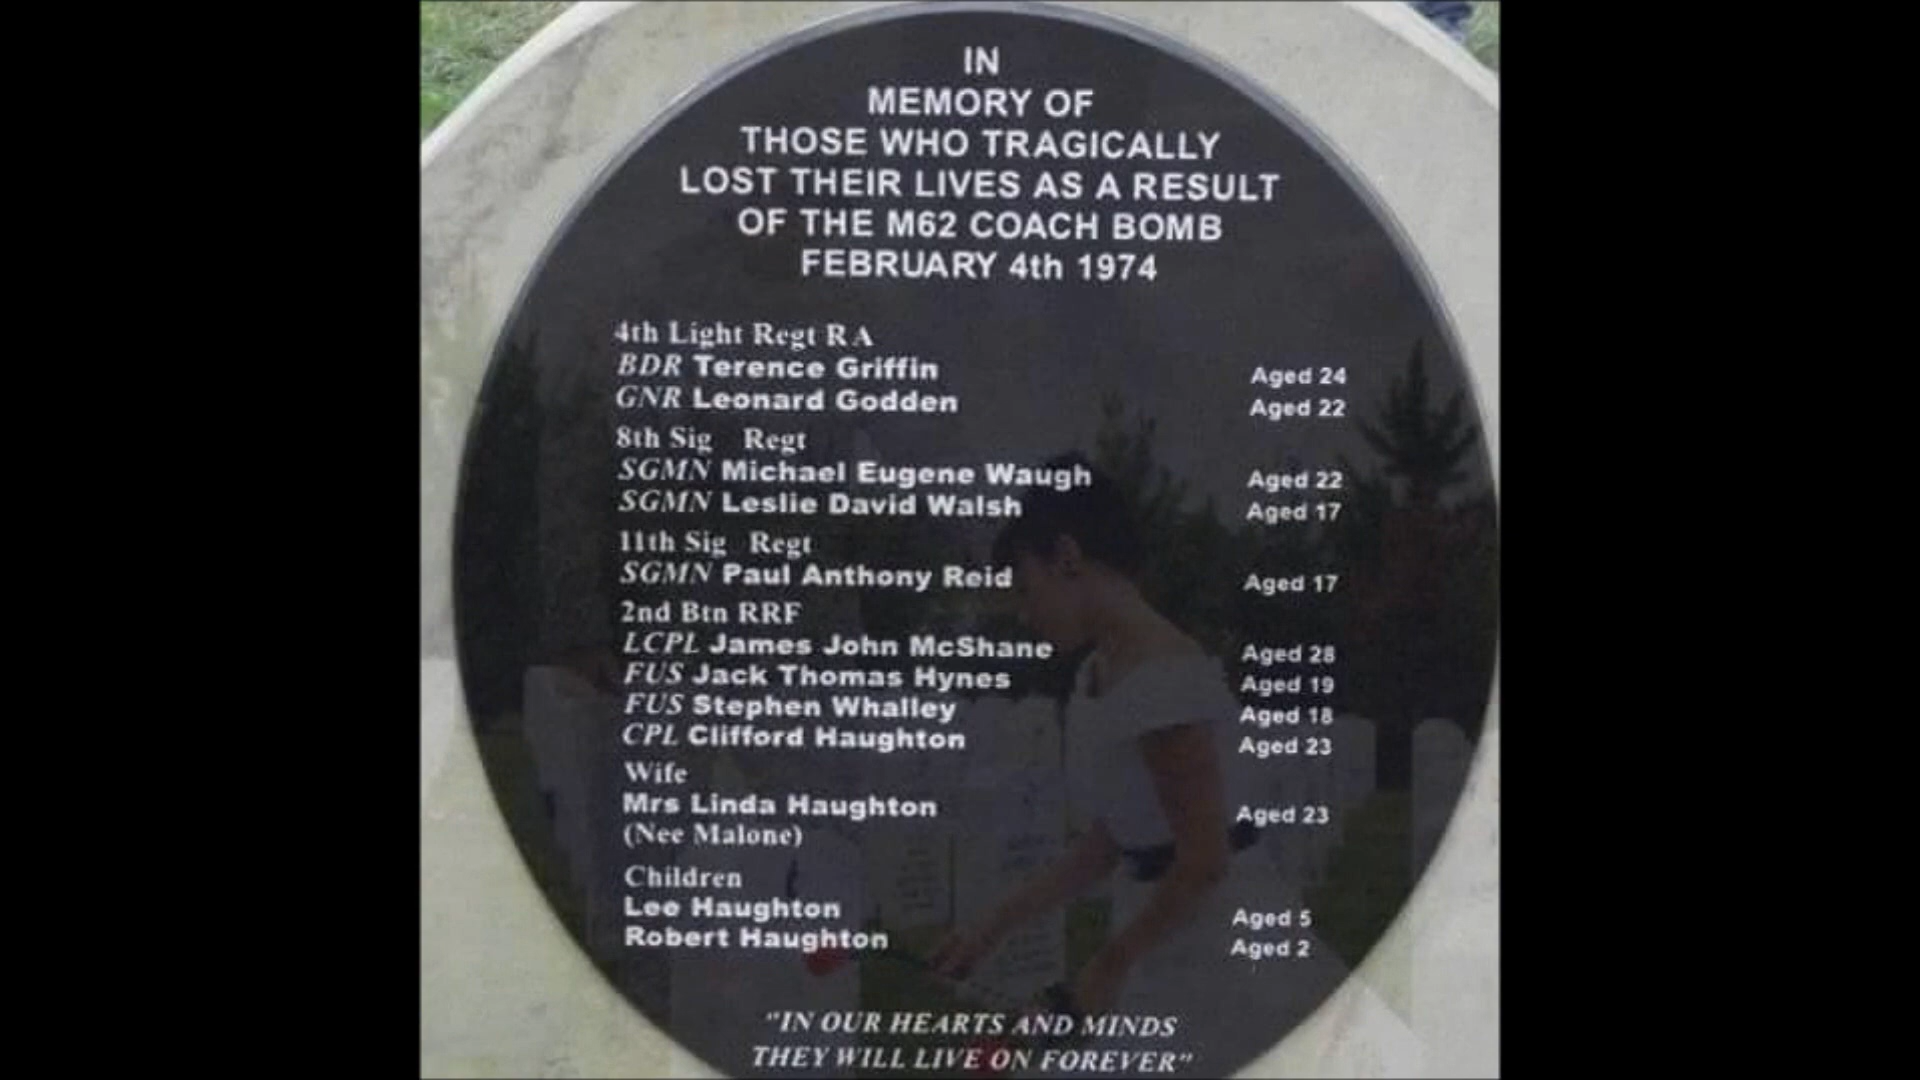 IN
MEMORY OF
THOSE WHO TRAGICALLY
LOST THEIR LIVES AS A RESULT
OF THE M62 COACH BOMB
FEBRUARY 4th 1974
4th Light Regt R A
BDR Terence Griffin Aged 24
GNR Leonard Godden Aged 22
8th Sig Regt
SGMN Michael Eugene Waugh Aged 22
SGMN Leslie David Walsh Aged 17
11th Sig Regt
SGMN Paul Anthony Reid Aged 17
2nd Btn RRF
LCPL James John McShane Aged 28
FUS Jack Thomas Hynes Aged 19
FUS Stephen Whalley Aged 18
CPL Clifford Haughton Aged 23
Wife
Mrs Linda Haughton Aged 23
(Nee Malone)
Children
Lee Haughton Aged 5
Robert Haughton Aged 2
"IN OUR HEARTS AND MINDS
THEY WILL LIVE ON FOREVER"